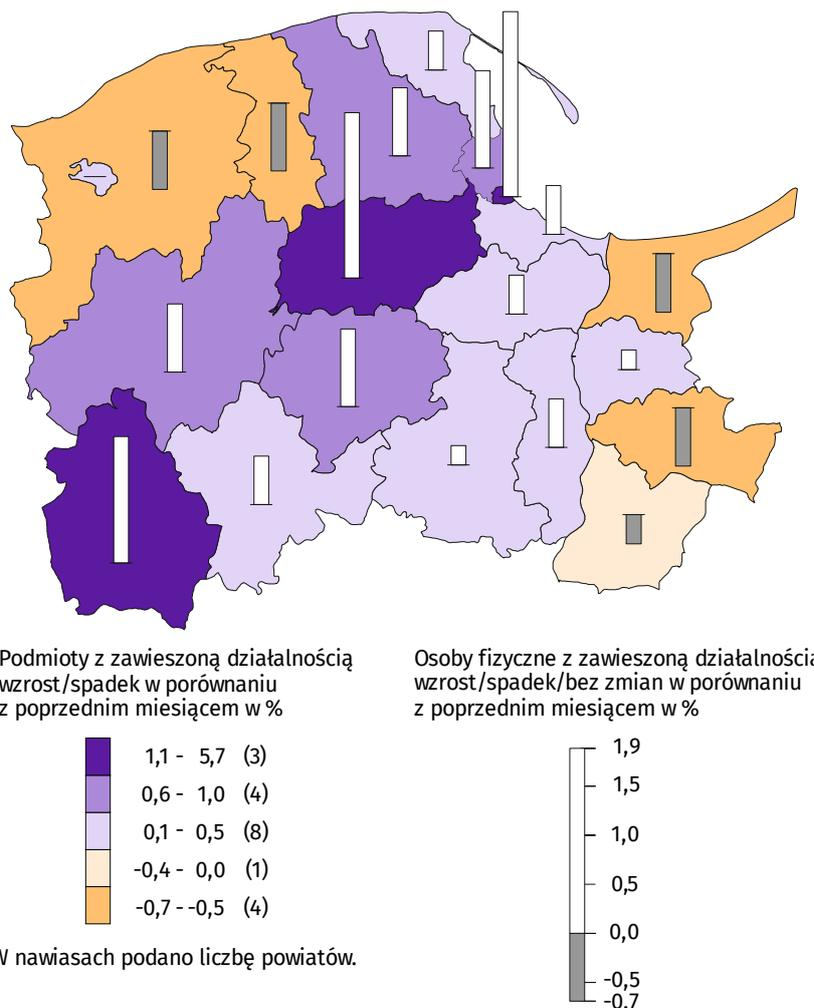 Podmioty z zawieszoną działalnością
wzrost/spadek w porównaniu
z poprzednim miesiącem w %
1,1 - 5,7 (3)
0,6 - 1,0 (4)
0,1 - 0,5 (8)
-0,4 - 0,0 (1)
-0,7 - -0,5 (4)
W nawiasach podano liczbę powiatów.
Osoby fizyczne z zawieszoną działalnością
wzrost/spadek/bez zmian w porównaniu
z poprzednim miesiącem w %
1,9
1,5
1,0
0,5
0,0
-0,5
-0,7